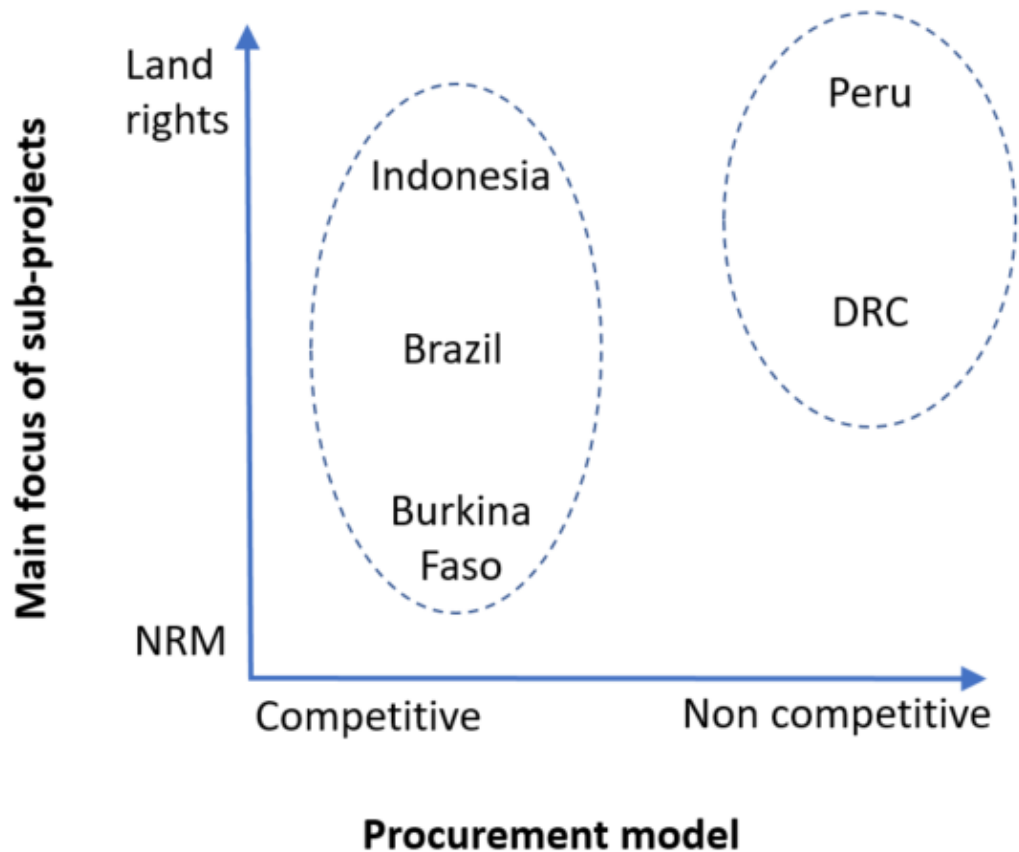 Main focus of sub-projects
Land
rights
NRM
Indonesia
Brazil
Burkina
Faso
Peru
DRC
Competitive
Non competitive
Procurement model